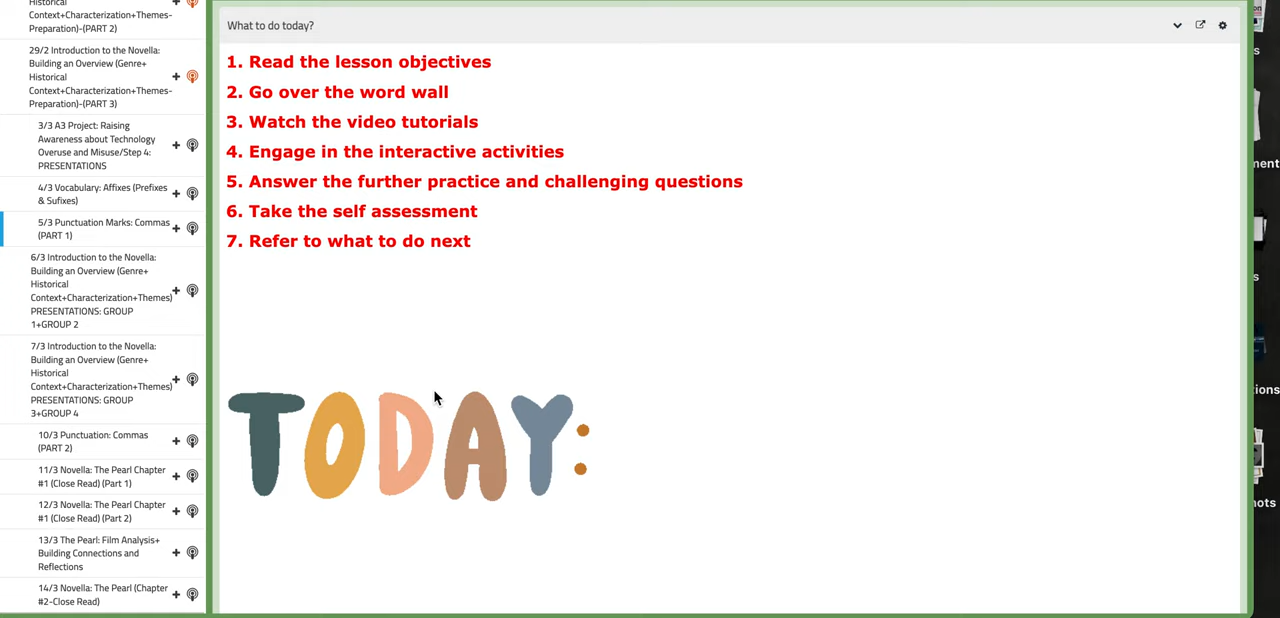 Historical
Context+Characterization+Themes-
Preparation)-(PART 2)
29/2 Introduction to the Novella:
Building an Overview (Genre+
Historical
Context+Characterization+Themes-
Preparation)-(PART 3)
3/3 A3 Project: Raising
Awareness about Technology
Overuse and Misuse/Step 4:
PRESENTATIONS
4/3 Vocabulary: Affixes (Prefixes
& Sufixes)
5/3 Punctuation Marks: Commas
(PART 1)
6/3 Introduction to the Novella:
Building an Overview (Genre+
Historical
Context+Characterization+Themes)
PRESENTATIONS: GROUP
1+GROUP 2
7/3 Introduction to the Novella:
Building an Overview (Genre+
Historical
Context+Characterization+Themes)
PRESENTATIONS: GROUP
3+GROUP 4
10/3 Punctuation: Commas
(PART 2)
11/3 Novella: The Pearl Chapter
#1 (Close Read) (Part 1)
12/3 Novella: The Pearl Chapter
#1 (Close Read) (Part 2)
13/3 The Pearl: Film Analysis+
Building Connections and
Reflections
14/3 Novella: The Pearl (Chapter
#2-Close Read)
What to do today?
1. Read the lesson objectives
2. Go over the word wall
3. Watch the video tutorials
4. Engage in the interactive activities
5. Answer the further practice and challenging questions
6. Take the self assessment
7. Refer to what to do next
TODAY: